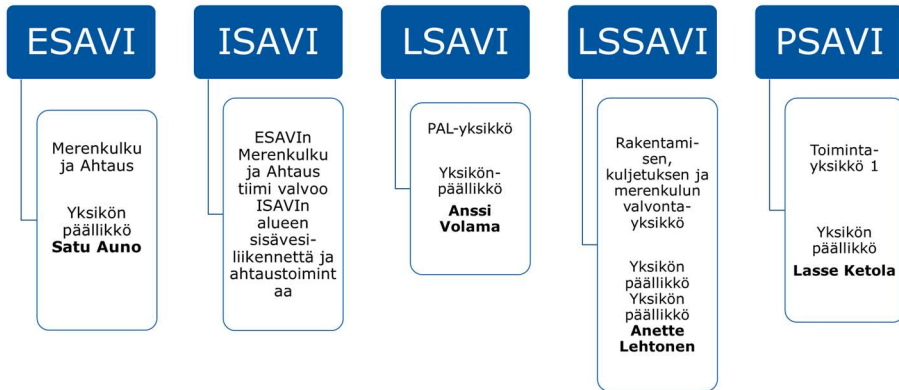 ESAVI
Merenkulku
ja Ahtaus
Yksikön
päällikkö
Satu Auno
ISAVI
ESAVIn
Merenkulku
ja Ahtaus
tiimi valvoo
ISAVIn
alueen
sisävesi-
liikennettä ja
ahtaustoimint
aa
LSAVI
PAL-yksikkö
Yksikön-
päällikkö
Anssi
Volama
LSSAVI
Rakentami-
sen,
kuljetuksen ja
merenkulun
valvonta-
yksikkö
Yksikön
päällikkö
Yksikön
päällikkö
Anette
Lehtonen
PSAVI
Toiminta-
yksikkö 1
Yksikön
päällikkö
Lasse Ketola